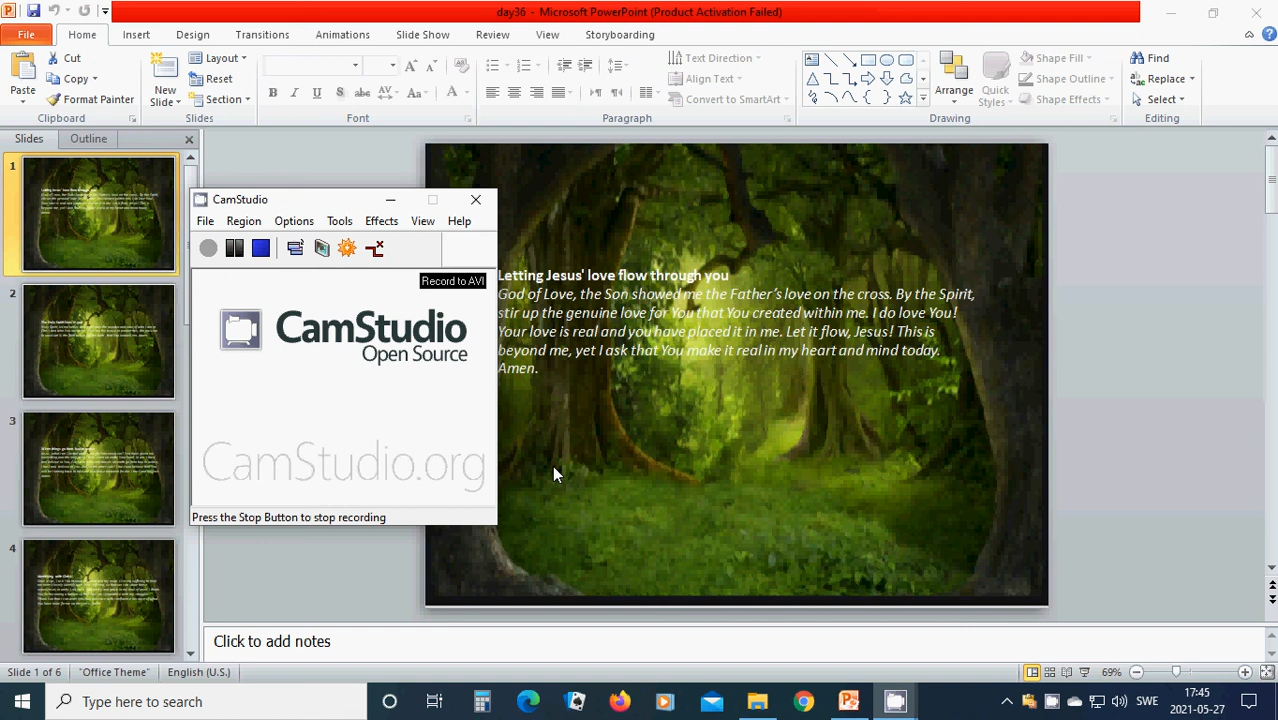 day36 - Microsoft PowerPoint (Product Activation Failed)
File Home Insert Design Transitions Animations Slide Show Review View Storyboarding
Paste
Cut
Copy
Format Painter
Clipboard
New Slide
Layout
Reset
Section
Slides
B I U S abc AV Aa A
Font
Text Direction
Align Text
Convert to SmartArt
Paragraph
Arrange
Quick Styles
Shape Fill
Shape Outline
Shape Effects
Drawing
Find
Replace
Select
Editing
Slides Outline
1
2
3
4
CamStudio
File Region Options Tools Effects View Help
Record to AVI
CamStudio
Open Source
CamStudio.org
Press the Stop Button to stop recording
Letting Jesus' love flow through you
God of Love, the Son showed me the Father's love on the cross. By the Spirit,
stir up the genuine love for You that You created within me. I do love You!
Your love is real and you have placed it in me. Let it flow, Jesus! This is
beyond me, yet I ask that You make it real in my heart and mind today.
Amen.
Click to add notes
Slide 1 of 6 "Office Theme" English (U.S.) 69%
Type here to search
SWE
17:45
2021-05-27